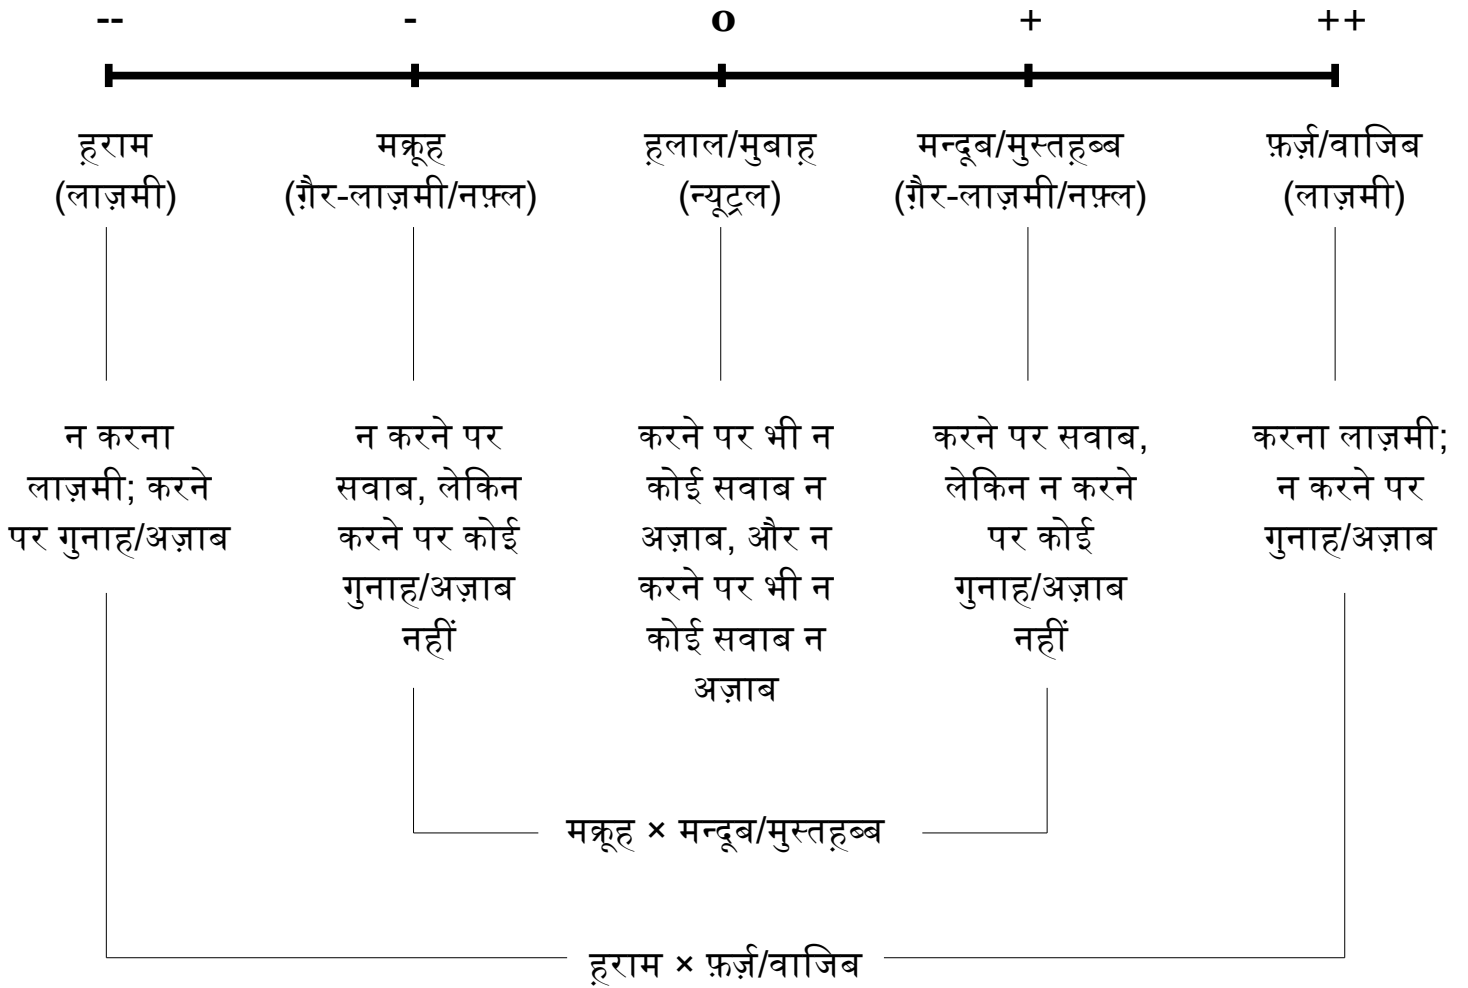 -- - o + ++
ह़राम
(लाज़मी)
मक्रूह
(ग़ैर-लाज़मी/नफ़्ल)
ह़लाल/मुबाह़
(न्यूट्रल)
मन्दूब/मुस्तह़ब्ब
(ग़ैर-लाज़मी/नफ़्ल)
फ़र्ज़/वाजिब
(लाज़मी)
न करना
लाज़मी; करने
पर गुनाह/अज़ाब
न करने पर
सवाब, लेकिन
करने पर कोई
गुनाह/अज़ाब
नहीं
करने पर भी न
कोई सवाब न
अज़ाब, और न
करने पर भी न
कोई सवाब न
अज़ाब
करने पर सवाब,
लेकिन न करने
पर कोई
गुनाह/अज़ाब
नहीं
करना लाज़मी;
न करने पर
गुनाह/अज़ाब
मक्रूह × मन्दूब/मुस्तह़ब्ब
ह़राम × फ़र्ज़/वाजिब